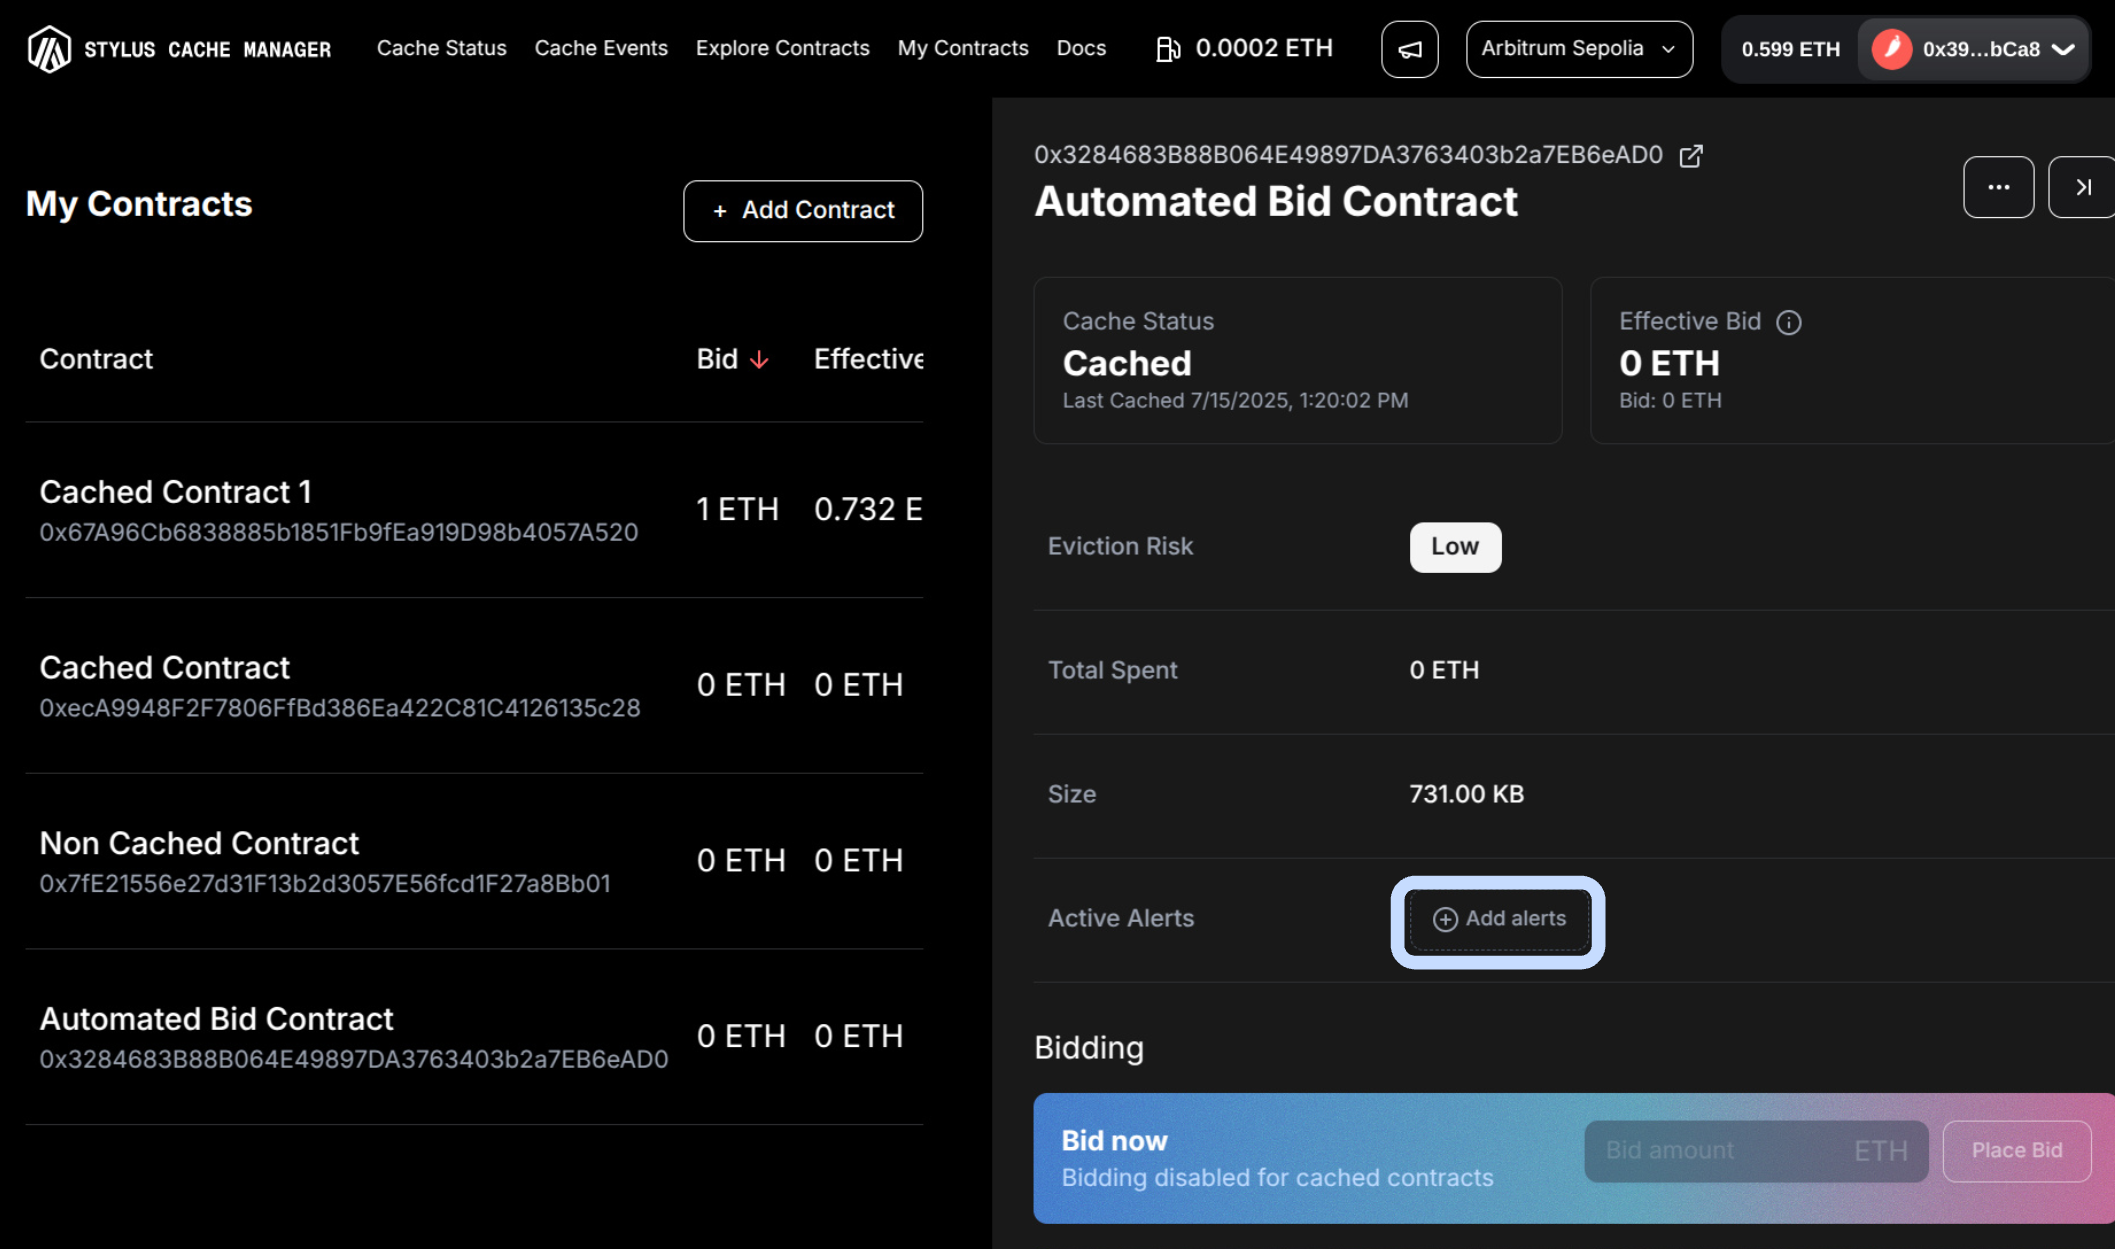 STYLUS CACHE MANAGER
Cache Status
Cache Events
Explore Contracts
My Contracts
Docs
0.0002 ETH
Arbitrum Sepolia
0.599 ETH
0x39...bCa8
My Contracts
+ Add Contract
Contract
Bid
Effective
Cached Contract 1
0x67A96Cb6838885b1851Fb9fEa919D98b4057A520
1 ETH
0.732 E
Cached Contract
0xecA9948F2F7806FfBd386Ea422C81C4126135c28
0 ETH
0 ETH
Non Cached Contract
0x7fE21556e27d31F13b2d3057E56fcd1F27a8Bb01
0 ETH
0 ETH
Automated Bid Contract
0x3284683B88B064E49897DA3763403b2a7EB6eAD0
0 ETH
0 ETH
0x3284683B88B064E49897DA3763403b2a7EB6eAD0
Automated Bid Contract
Cache Status
Cached
Last Cached 7/15/2025, 1:20:02 PM
Effective Bid
0 ETH
Bid: 0 ETH
Eviction Risk
Low
Total Spent
0 ETH
Size
731.00 KB
Active Alerts
Add alerts
Bidding
Bid now
Bidding disabled for cached contracts
Bid amount
ETH
Place Bid